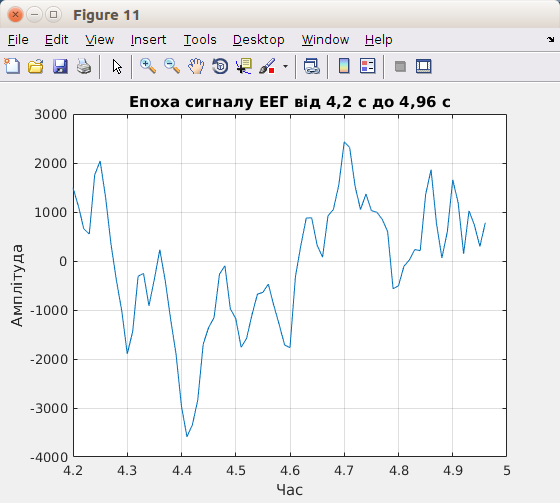 Figure 11
File Edit View Insert Tools Desktop Window Help
Епоха сигналу ЕЕГ від 4,2 с до 4,96 с
Амплітуда
3000
2000
1000
0
-1000
-2000
-3000
-4000
4.2 4.3 4.4 4.5 4.6 4.7 4.8 4.9 5
Час